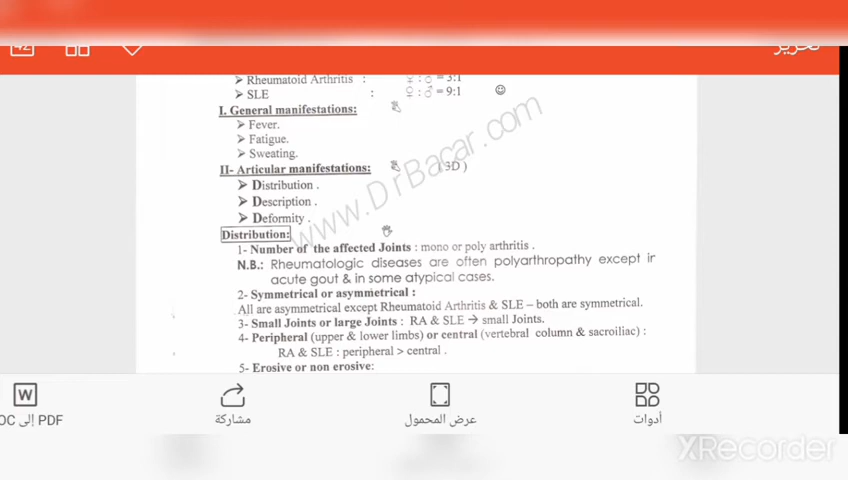 تحرير
42
➤ Rheumatoid Arthritis : ♀ : ♂ = 3:1
➤ SLE : ♀ : ♂ = 9:1 ☺
I. General manifestations:
➤ Fever.
➤ Fatigue.
➤ Sweating.
II- Articular manifestations: (3D)
➤ Distribution .
➤ Description .
➤ Deformity .
www.DrBacar.com
Distribution:
1- Number of the affected Joints : mono or poly arthritis .
N.B.: Rheumatologic diseases are often polyarthropathy except ir
acute gout & in some atypical cases.
2- Symmetrical or asymmetrical :
All are asymmetrical except Rheumatoid Arthritis & SLE – both are symmetrical.
3- Small Joints or large Joints : RA & SLE → small Joints.
4- Peripheral (upper & lower limbs) or central (vertebral column & sacroiliac) :
RA & SLE : peripheral > central .
5- Erosive or non erosive:
W
أدوات
عرض المحمول
مشاركة
PDF إلى OC
XRecorder